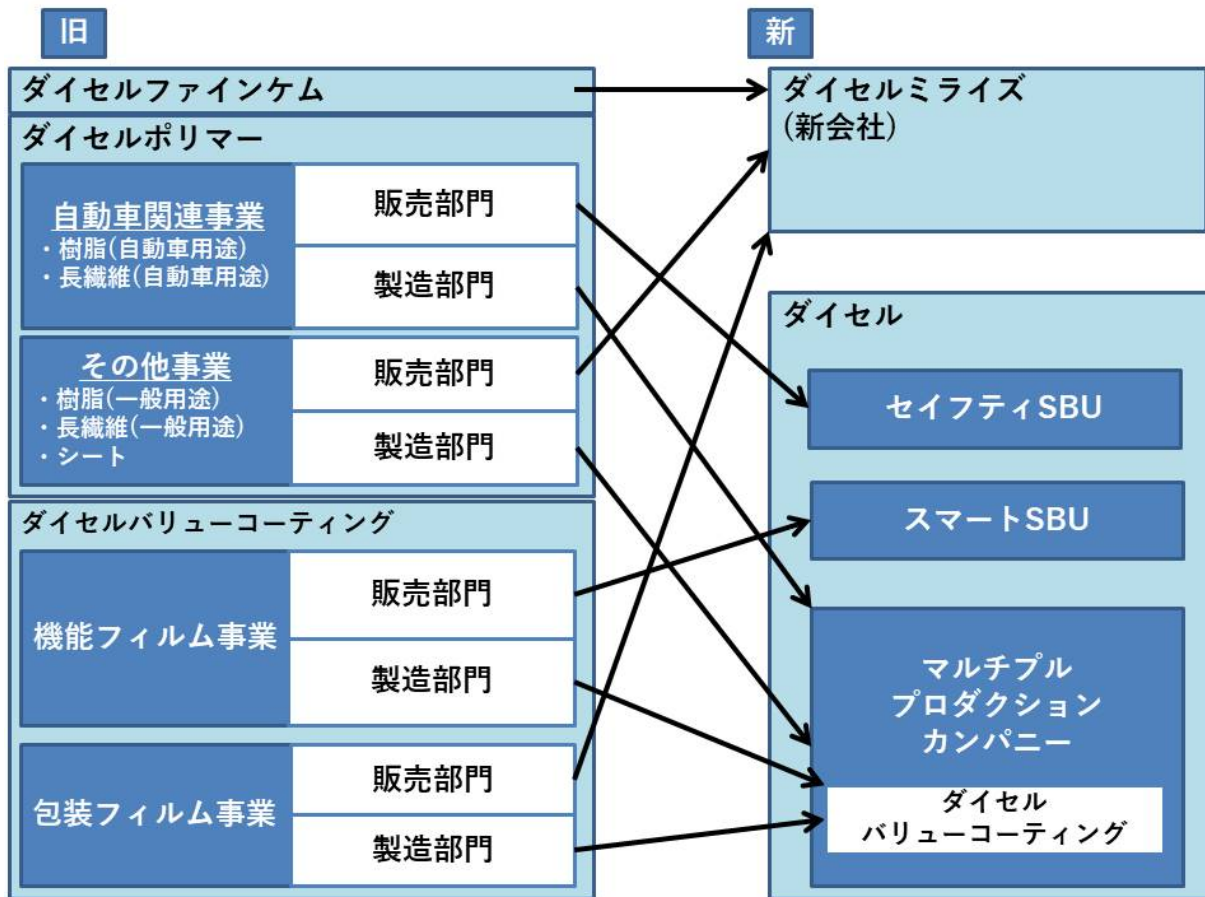 旧
ダイセルファインケム
ダイセルポリマー
自動車関連事業
・樹脂(自動車用途)
・長繊維(自動車用途)
販売部門
製造部門
その他事業
・樹脂(一般用途)
・長繊維(一般用途)
・シート
販売部門
製造部門
ダイセルバリューコーティング
機能フィルム事業
販売部門
製造部門
包装フィルム事業
販売部門
製造部門
新
ダイセルミライズ
(新会社)
ダイセル
セイフティSBU
スマートSBU
マルチプル
プロダクション
カンパニー
ダイセル
バリューコーティング